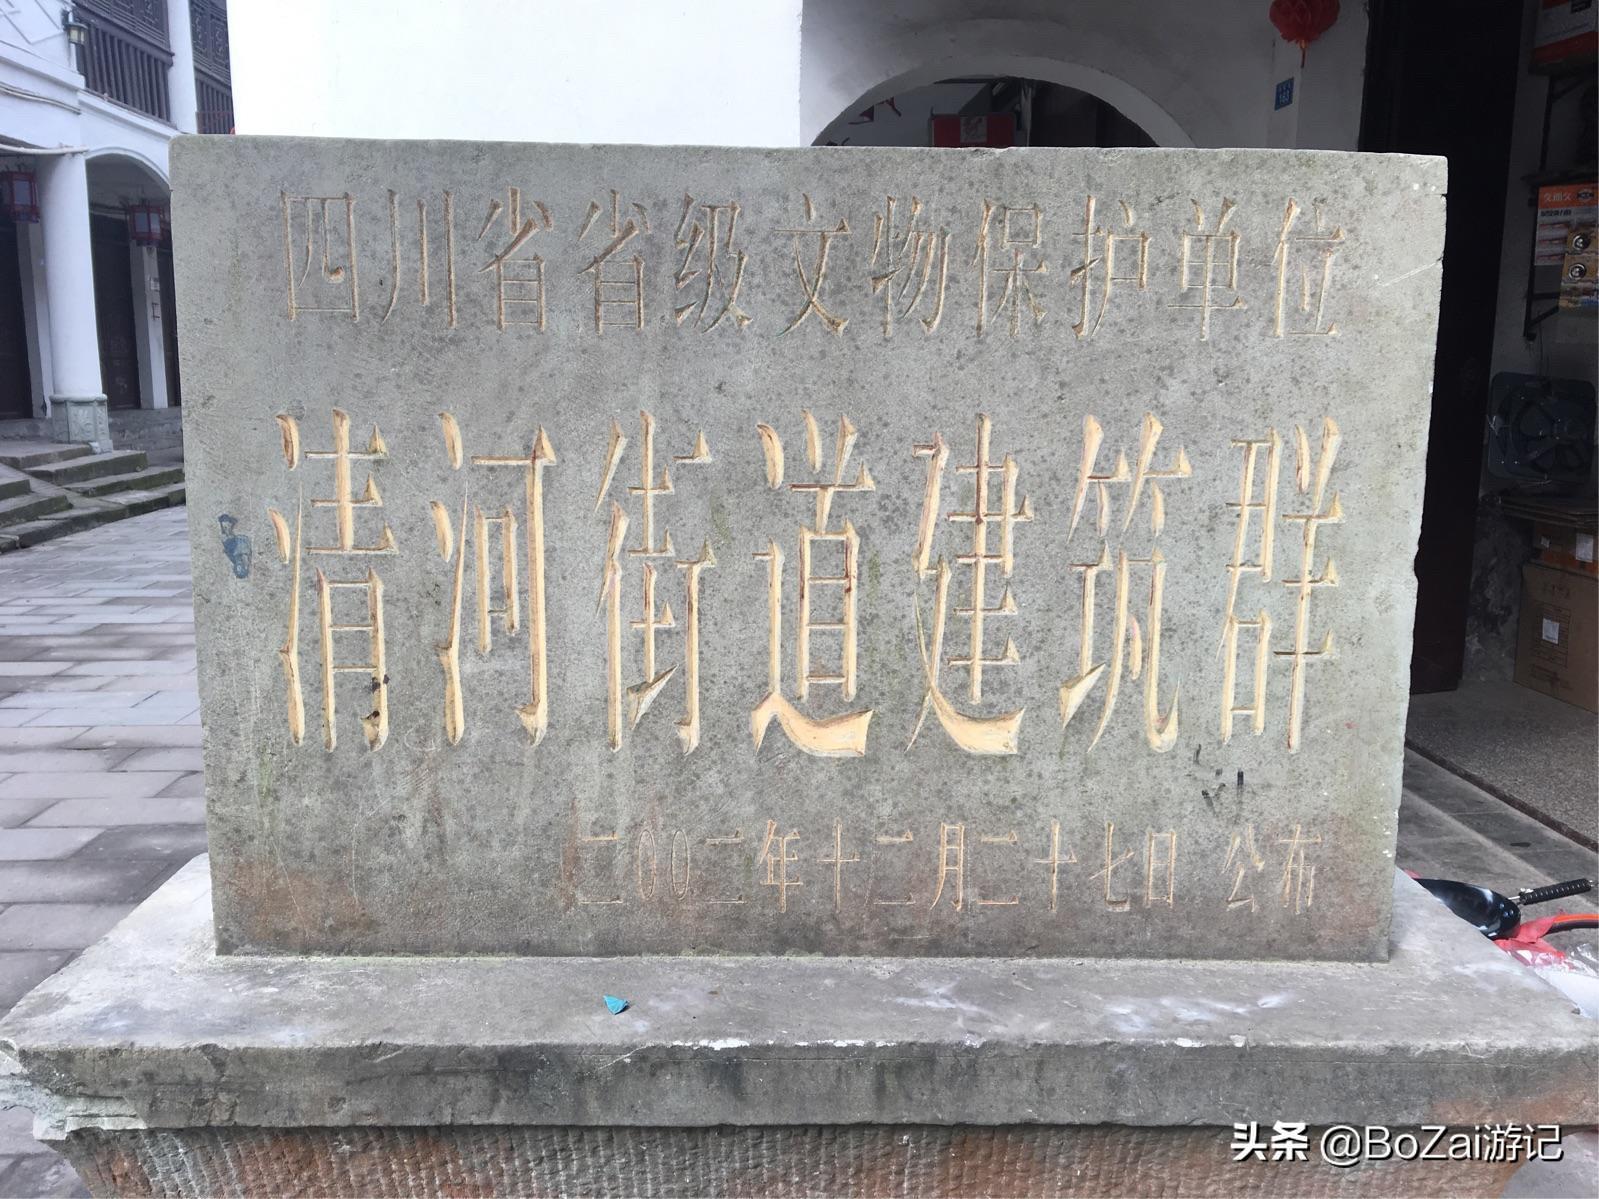 四川省省级文物保护单位
清河街道建筑群
二00二年十二月二十七日 公布
头条 @BoZai游记